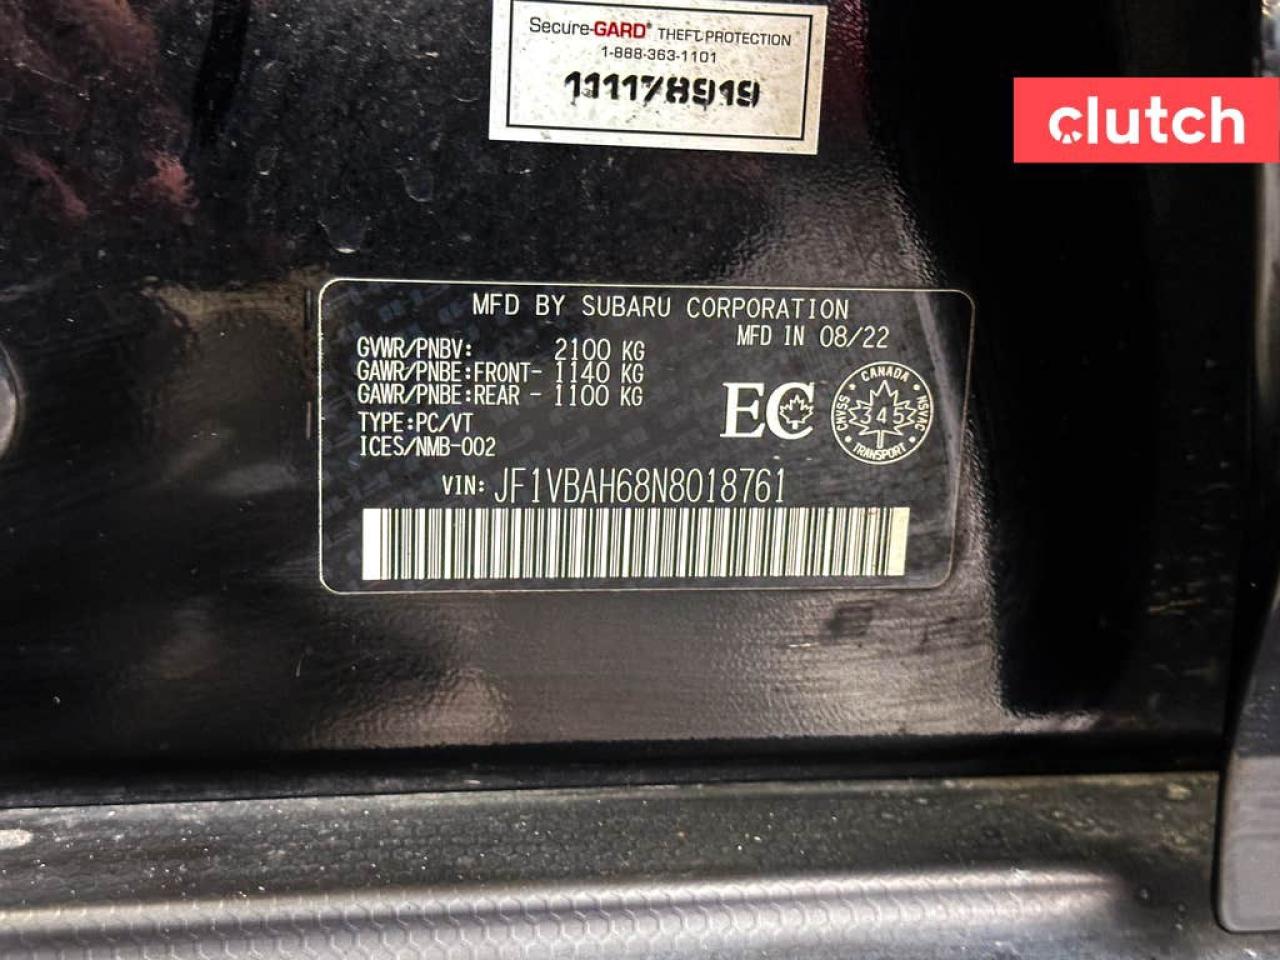 Secure-GARD® THEFT PROTECTION
1-888-363-1101
111178919
clutch
MFD BY SUBARU CORPORATION
MFD IN 08/22
GVWR/PNBV: 2100 KG
GAWR/PNBE:FRONT- 1140 KG
GAWR/PNBE:REAR - 1100 KG
TYPE:PC/VT
ICES/NMB-002
EC
CANADA
CMVSS
NSVAC
345
TRANSPORT
VIN: JF1VBAH68N8018761